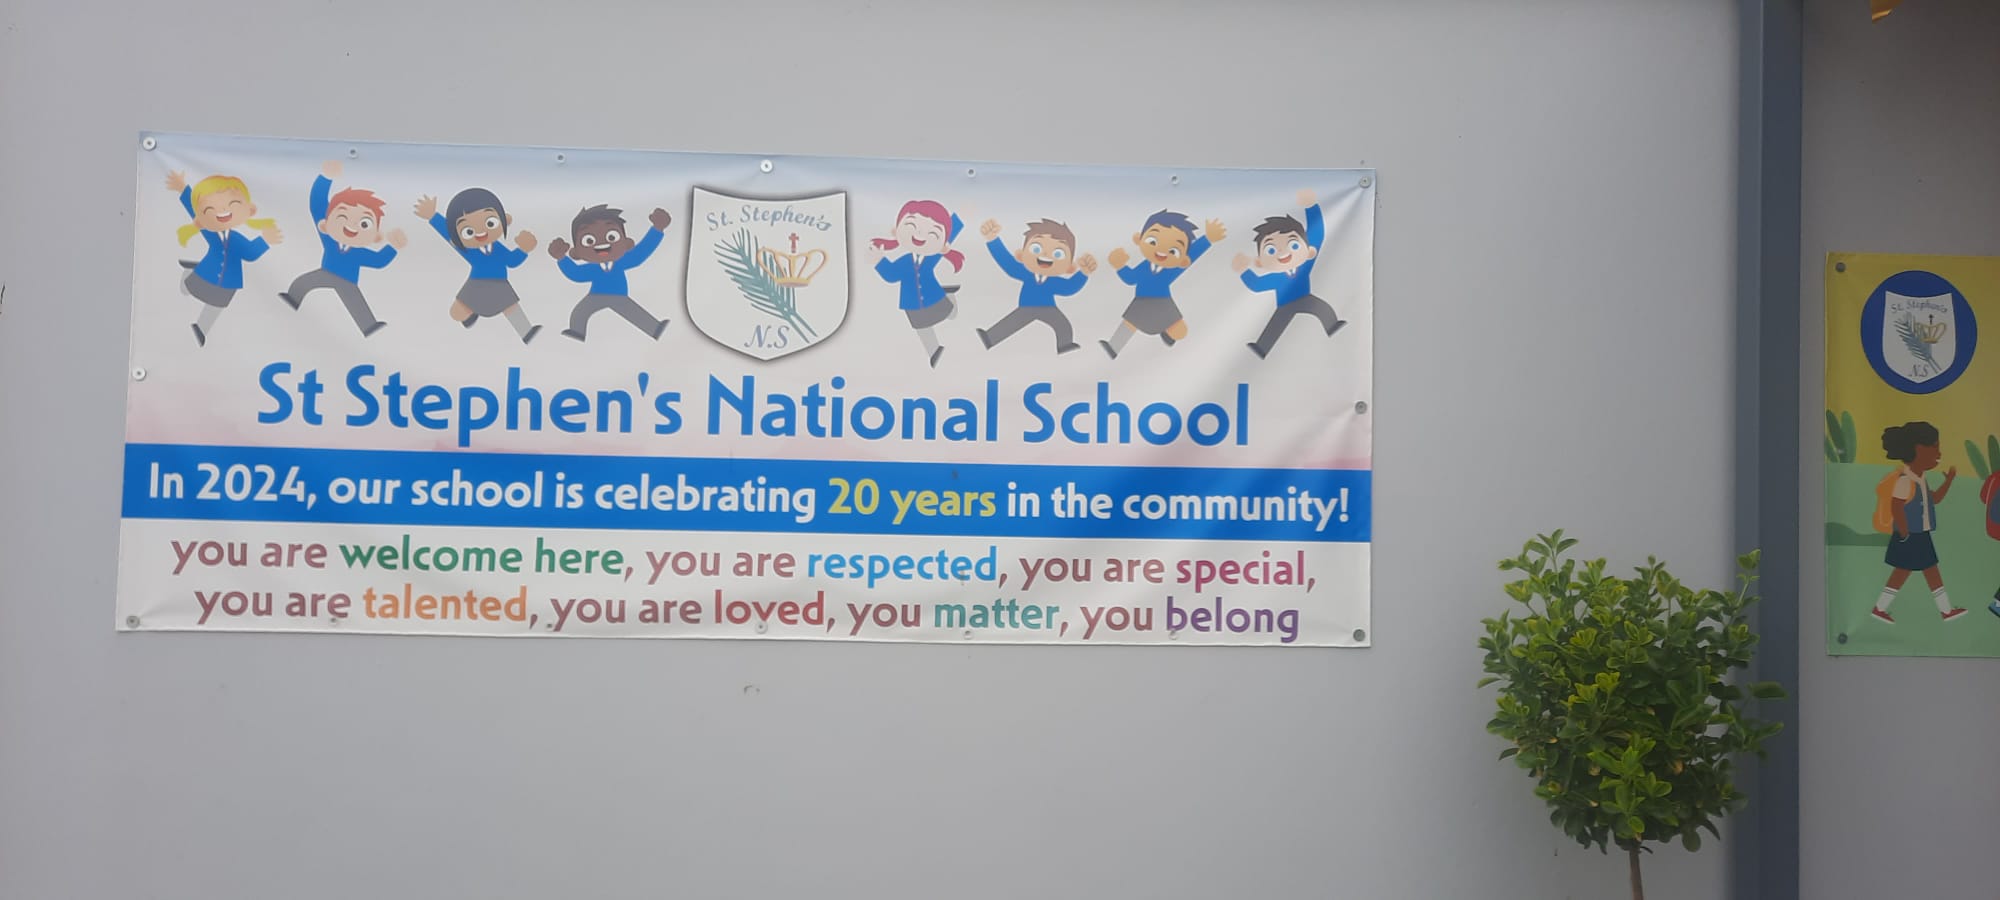 St. Stephen's
N.S
St Stephen's National School
In 2024, our school is celebrating 20 years in the community!
you are welcome here, you are respected, you are special,
you are talented, you are loved, you matter, you belong
St. Stephen's
N.S